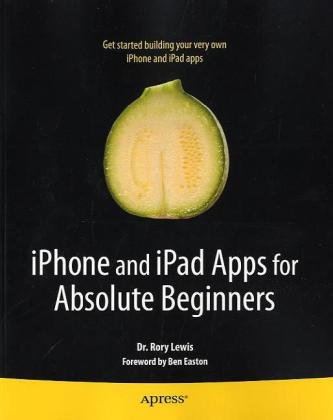 Get started building your very own
iPhone and iPad apps
iPhone and iPad Apps for
Absolute Beginners
Dr. Rory Lewis
Foreword by Ben Easton
Apress®